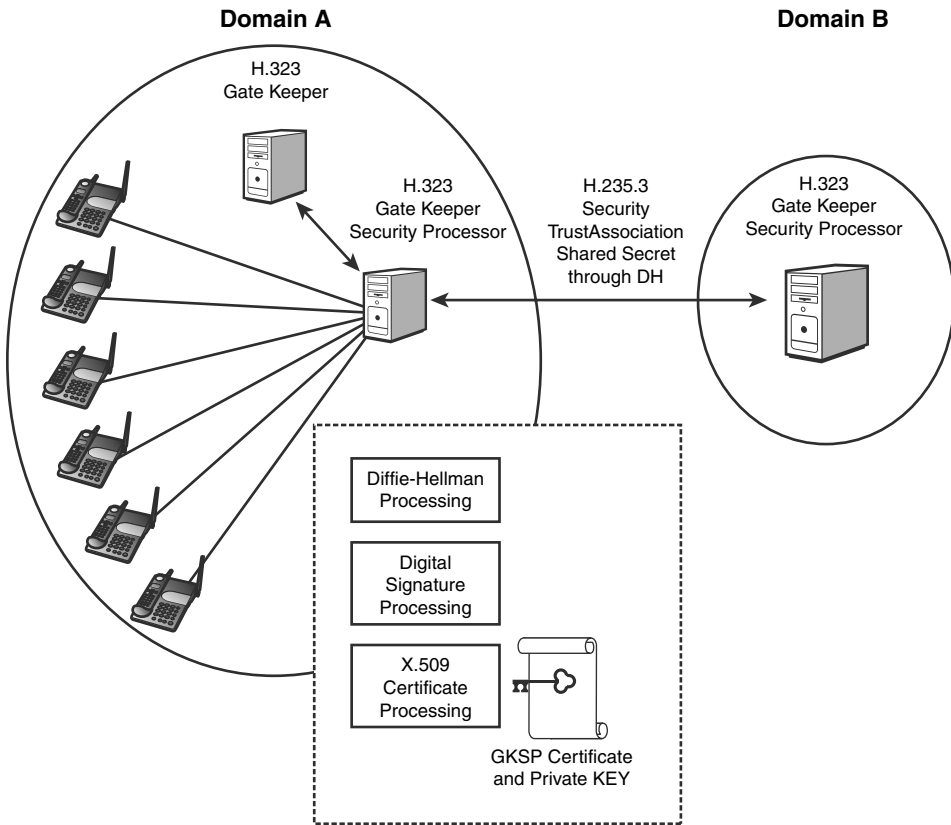 Domain A
Domain B
H.323
Gate Keeper
H.323
Gate Keeper
Security Processor
H.235.3
Security
TrustAssociation
Shared Secret
through DH
H.323
Gate Keeper
Security Processor
Diffie-Hellman
Processing
Digital
Signature
Processing
X.509
Certificate
Processing
GKSP Certificate
and Private KEY